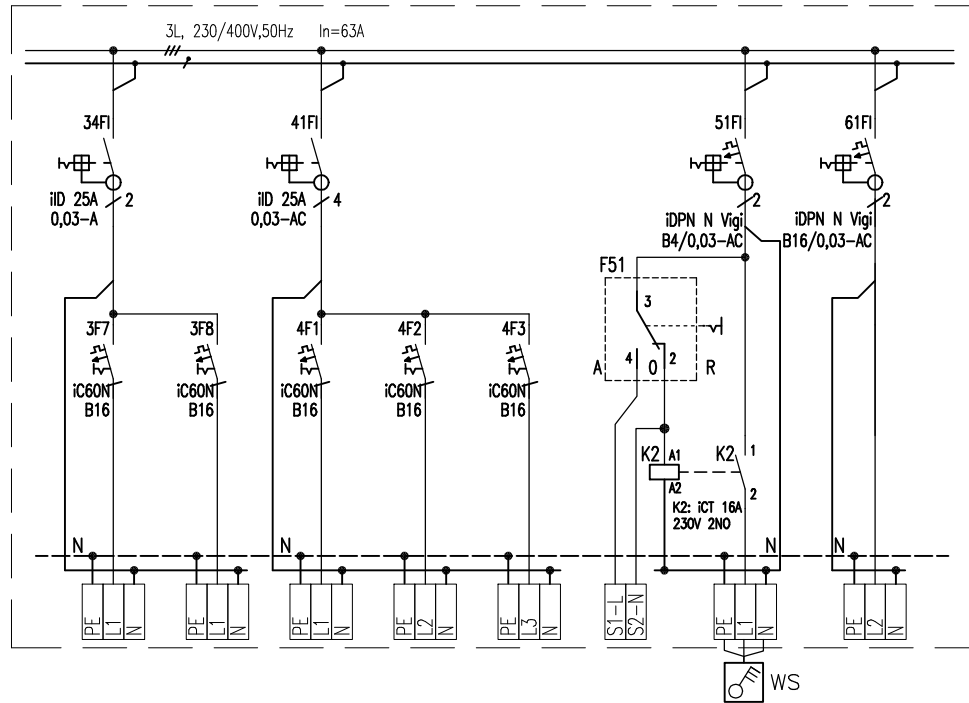 3L, 230/400V,50Hz In=63A
34FI
41FI
51FI
61FI
iID 25A
0,03-A
2
iID 25A
0,03-AC
4
2
iDPN N Vigi
B4/0,03-AC
2
iDPN N Vigi
B16/0,03-AC
F51
3
4
2
A
0
R
3F7
3F8
4F1
4F2
4F3
iC60N
B16
iC60N
B16
iC60N
B16
iC60N
B16
iC60N
B16
K2
A1
A2
K2
1
2
K2: iCT 16A
230V 2NO
N
N
N
N
PE
L1
N
PE
L1
N
PE
L1
N
PE
L2
N
PE
L3
N
S1-L
S2-N
PE
L1
N
PE
L2
N
WS